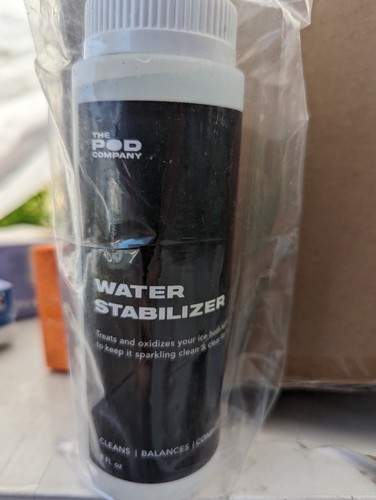 THE
POD
COMPANY
WATER
STABILIZER
Treats and oxidizes your ice bath
to keep it sparkling clean & clear
CLEANS | BALANCES |
8 FL oz